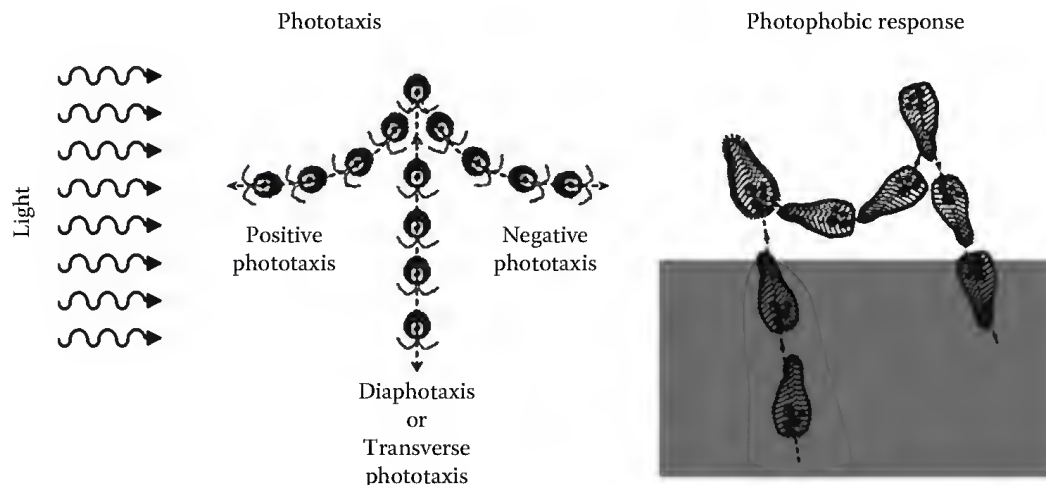 Phototaxis
Photophobic response
Light
Positive
phototaxis
Negative
phototaxis
Diaphotaxis
or
Transverse
phototaxis